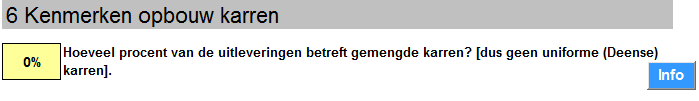 6 Kenmerken opbouw karren
0%
Hoeveel procent van de uitleveringen betreft gemengde karren? [dus geen uniforme (Deense)
karren].
Info